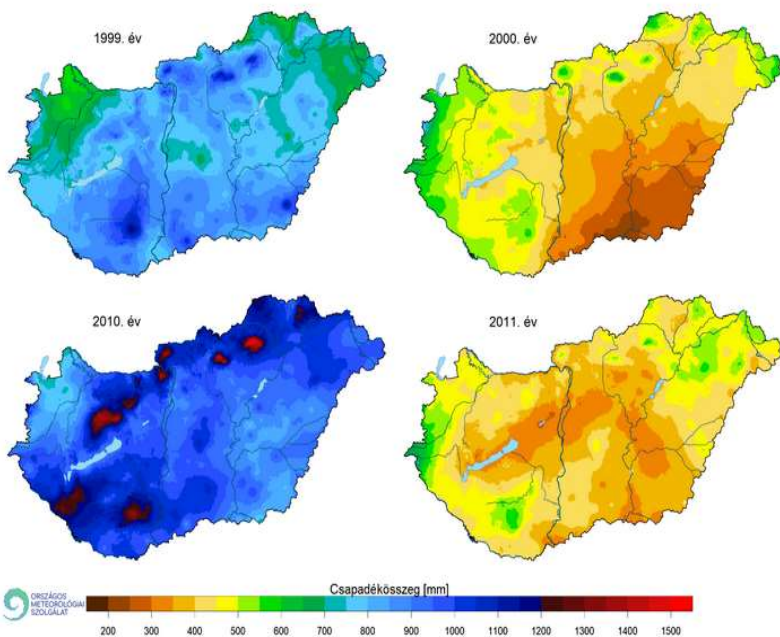 1999. év
2000. év
2010. év
2011. év
Csapadékösszeg [mm]
ORSZÁGOS
METEOROLÓGIAI
SZOLGÁLAT
200 300 400 500 600 700 800 900 1000 1100 1200 1300 1400 1500